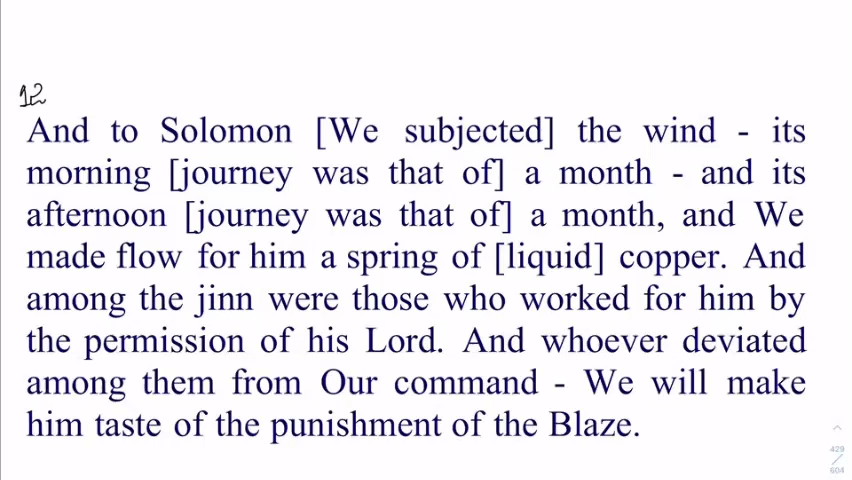 12
And to Solomon [We subjected] the wind - its
morning [journey was that of] a month - and its
afternoon [journey was that of] a month, and We
made flow for him a spring of [liquid] copper. And
among the jinn were those who worked for him by
the permission of his Lord. And whoever deviated
among them from Our command - We will make
him taste of the punishment of the Blaze.
429
604